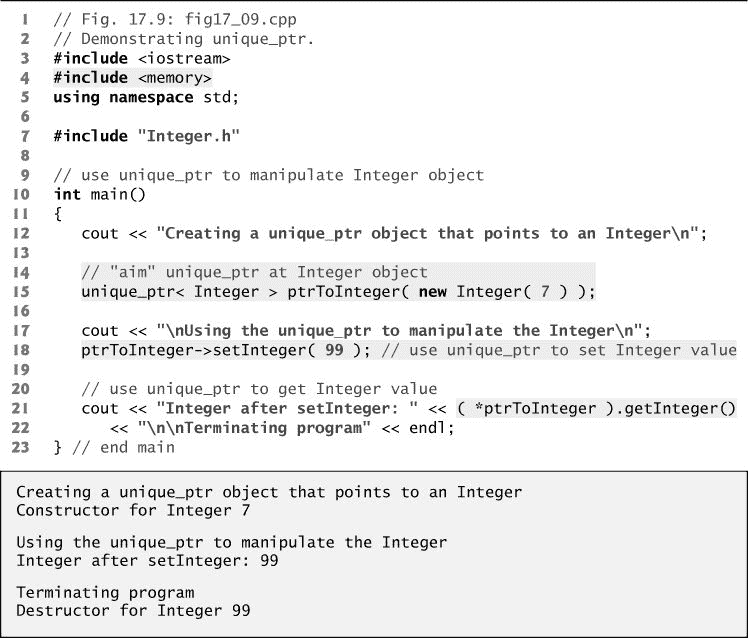 1 // Fig. 17.9: fig17_09.cpp
2 // Demonstrating unique_ptr.
3 #include <iostream>
4 #include <memory>
5 using namespace std;
6
7 #include "Integer.h"
8
9 // use unique_ptr to manipulate Integer object
10 int main()
11 {
12    cout << "Creating a unique_ptr object that points to an Integer\n";
13
14    // "aim" unique_ptr at Integer object
15    unique_ptr< Integer > ptrToInteger( new Integer( 7 ) );
16
17    cout << "\nUsing the unique_ptr to manipulate the Integer\n";
18    ptrToInteger->setInteger( 99 ); // use unique_ptr to set Integer value
19
20    // use unique_ptr to get Integer value
21    cout << "Integer after setInteger: " << ( *ptrToInteger ).getInteger()
22       << "\n\nTerminating program" << endl;
23 } // end main
Creating a unique_ptr object that points to an Integer
Constructor for Integer 7
Using the unique_ptr to manipulate the Integer
Integer after setInteger: 99
Terminating program
Destructor for Integer 99